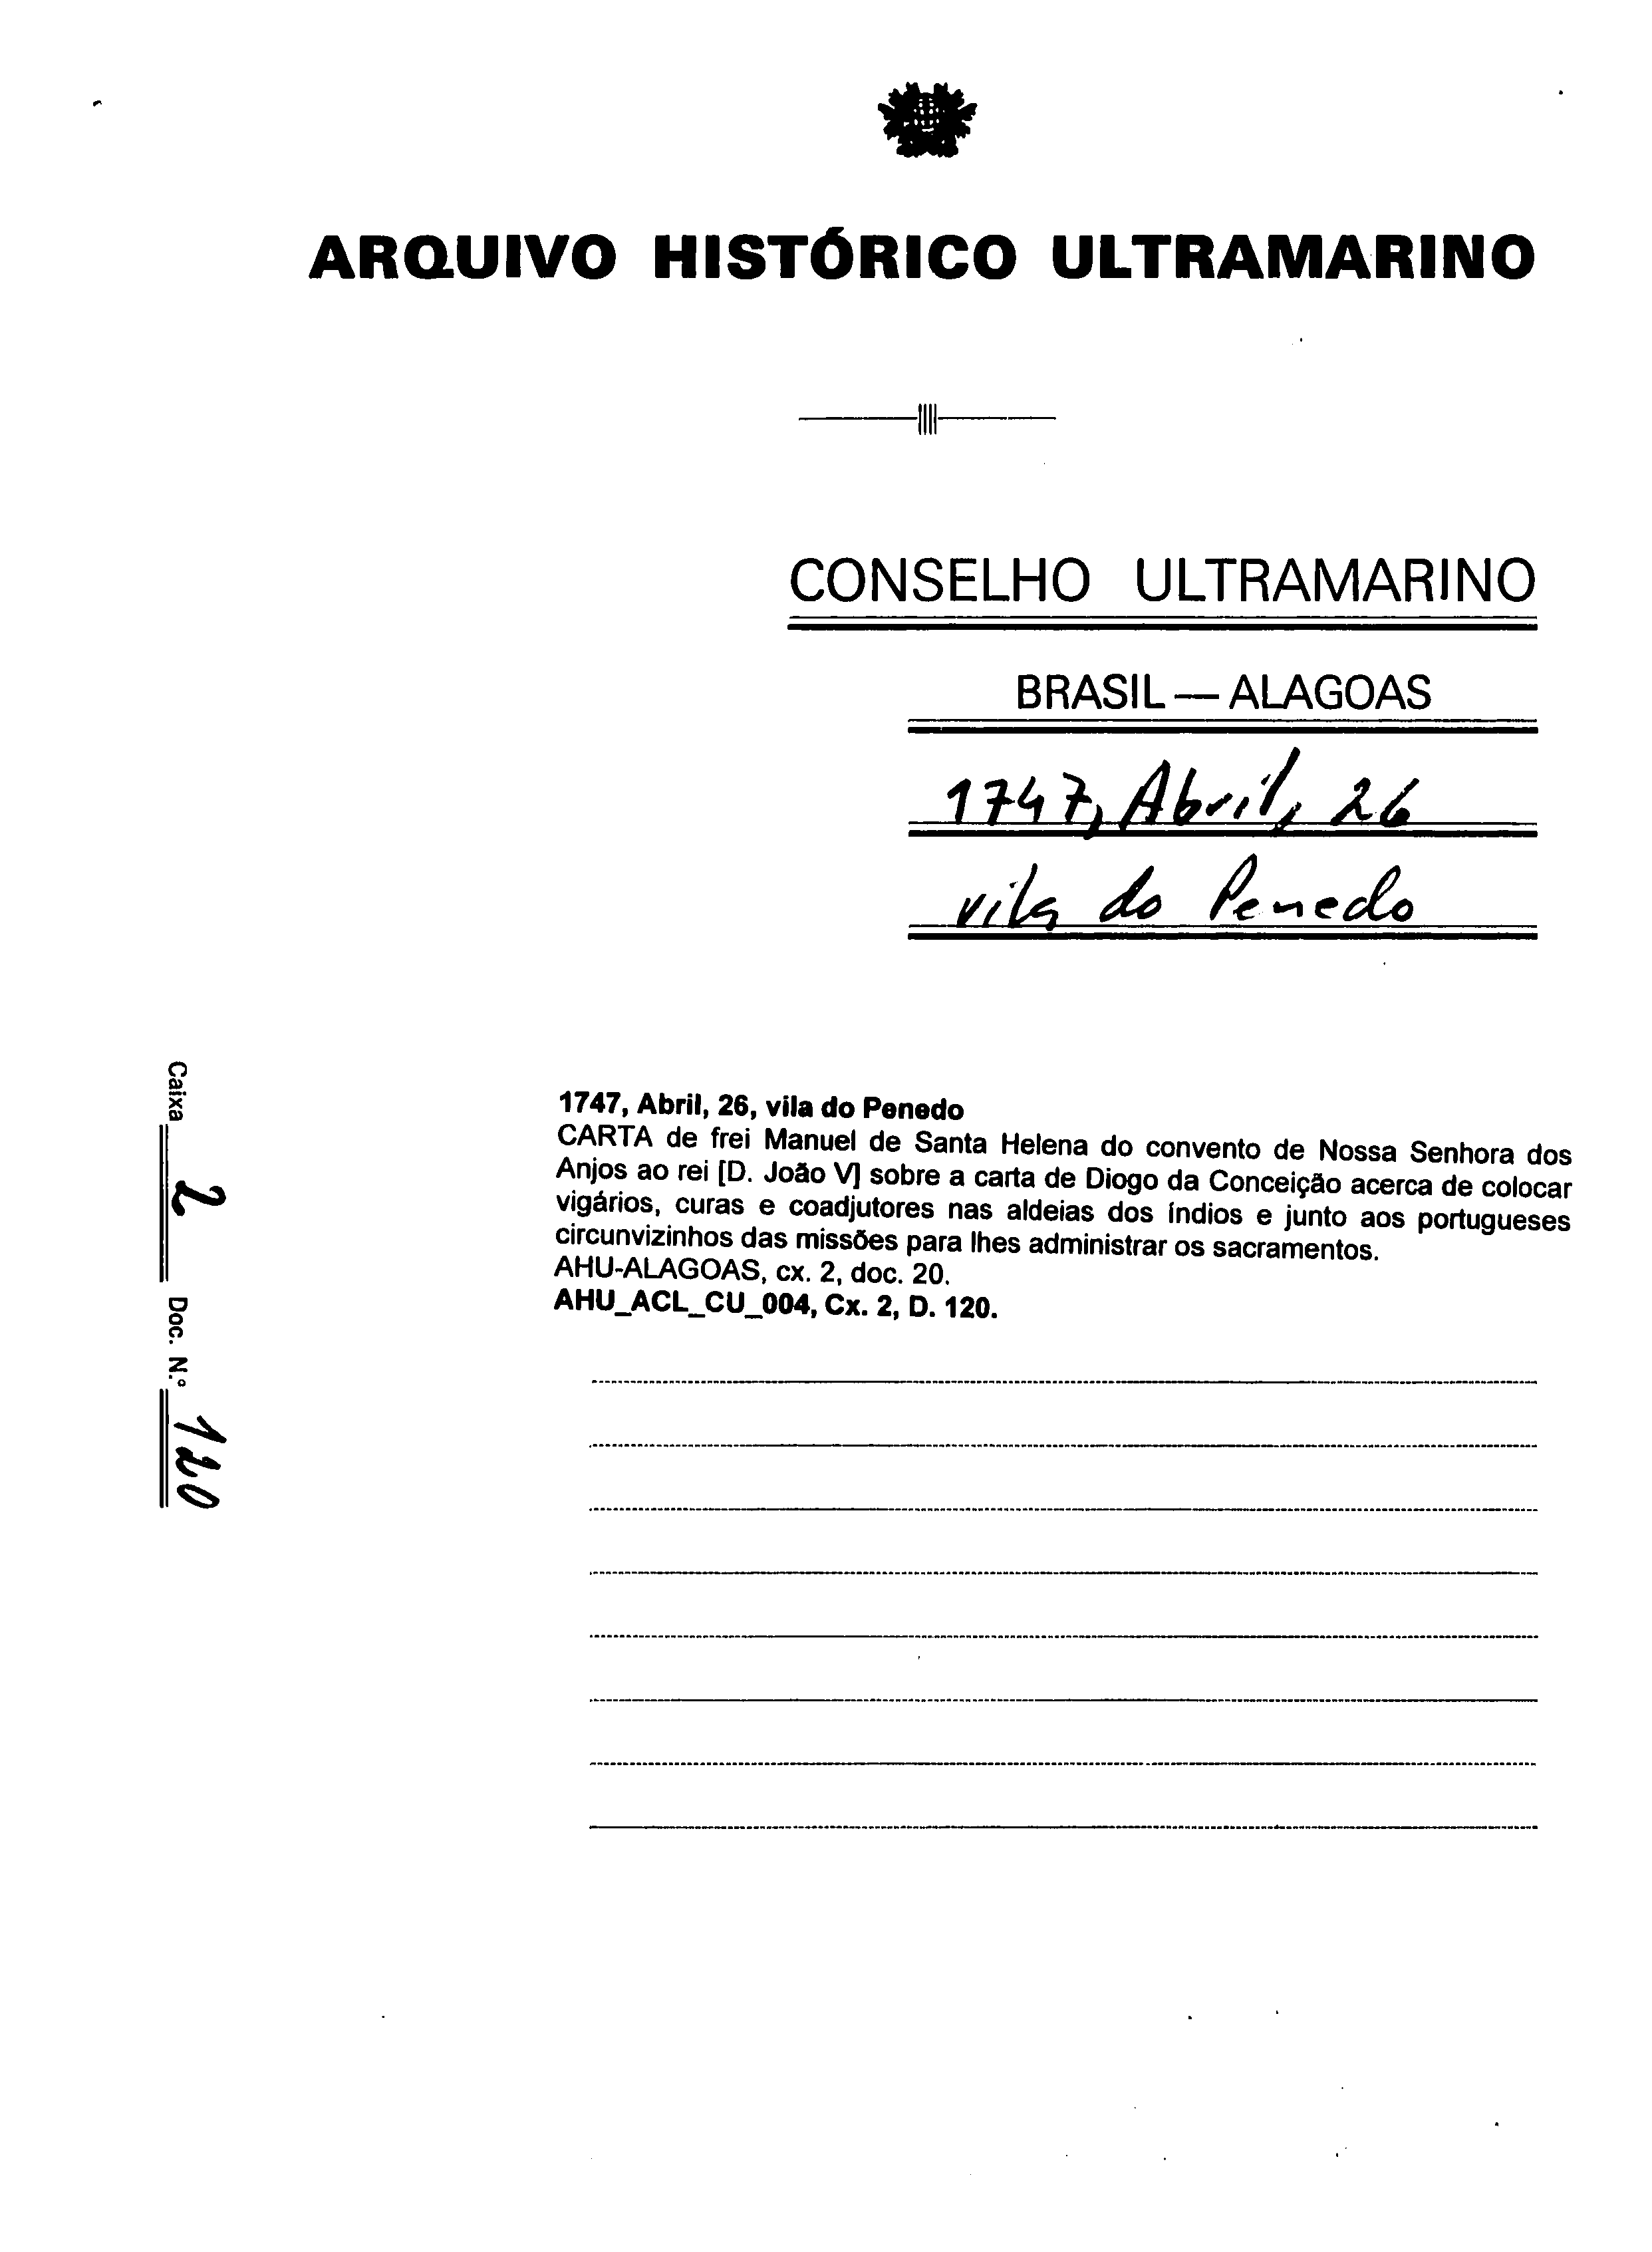 ARQUIVO HISTÓRICO ULTRAMARINO
CONSELHO ULTRAMARINO
BRASIL — ALAGOAS
1747, Abril, 26
vila do Penedo
Caixa 2 Doc. N.º 120
1747, Abril, 26, vila do Penedo
CARTA de frei Manuel de Santa Helena do convento de Nossa Senhora dos
Anjos ao rei [D. João V] sobre a carta de Diogo da Conceição acerca de colocar
vigários, curas e coadjutores nas aldeias dos índios e junto aos portugueses
circunvizinhos das missões para lhes administrar os sacramentos.
AHU-ALAGOAS, cx. 2, doc. 20.
AHU_ACL_CU_004, Cx. 2, D. 120.